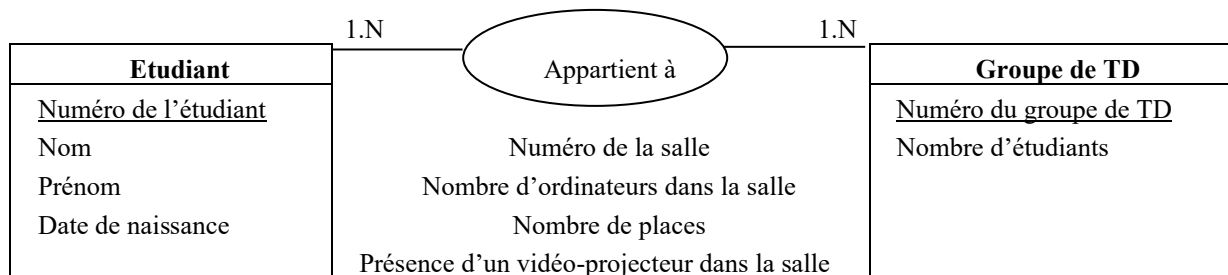 1.N
1.N
Etudiant
Appartient à
Groupe de TD
Numéro de l’étudiant
Nom
Prénom
Date de naissance
Numéro de la salle
Nombre d’ordinateurs dans la salle
Nombre de places
Présence d’un vidéo-projecteur dans la salle
Numéro du groupe de TD
Nombre d’étudiants